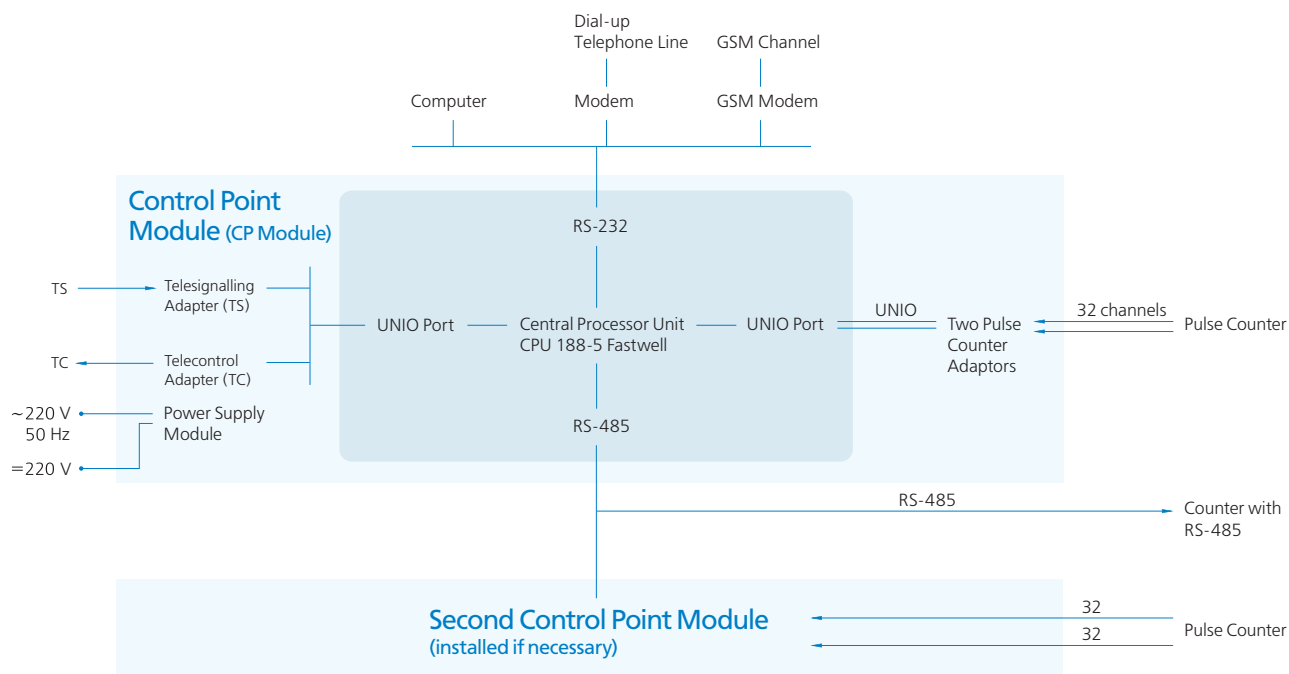 Dial-up
Telephone Line
GSM Channel
Computer
Modem
GSM Modem
Control Point
Module (CP Module)
RS-232
TS
Telesignalling
Adapter (TS)
UNIO Port
Central Processor Unit
CPU 188-5 Fastwell
UNIO Port
UNIO
Two Pulse
Counter
Adaptors
32 channels
Pulse Counter
TC
Telecontrol
Adapter (TC)
~220 V
50 Hz
=220 V
Power Supply
Module
RS-485
RS-485
Counter with
RS-485
Second Control Point Module
(installed if necessary)
32
32
Pulse Counter